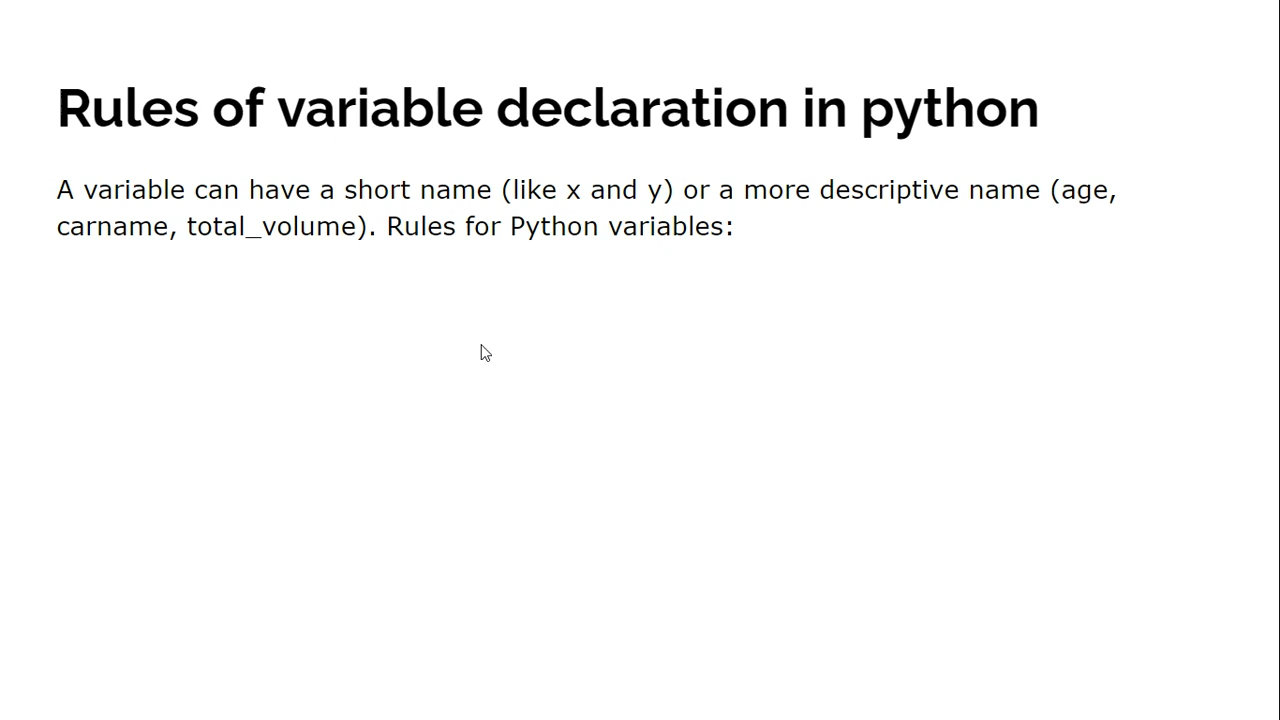 Rules of variable declaration in python
A variable can have a short name (like x and y) or a more descriptive name (age,
carname, total_volume). Rules for Python variables: